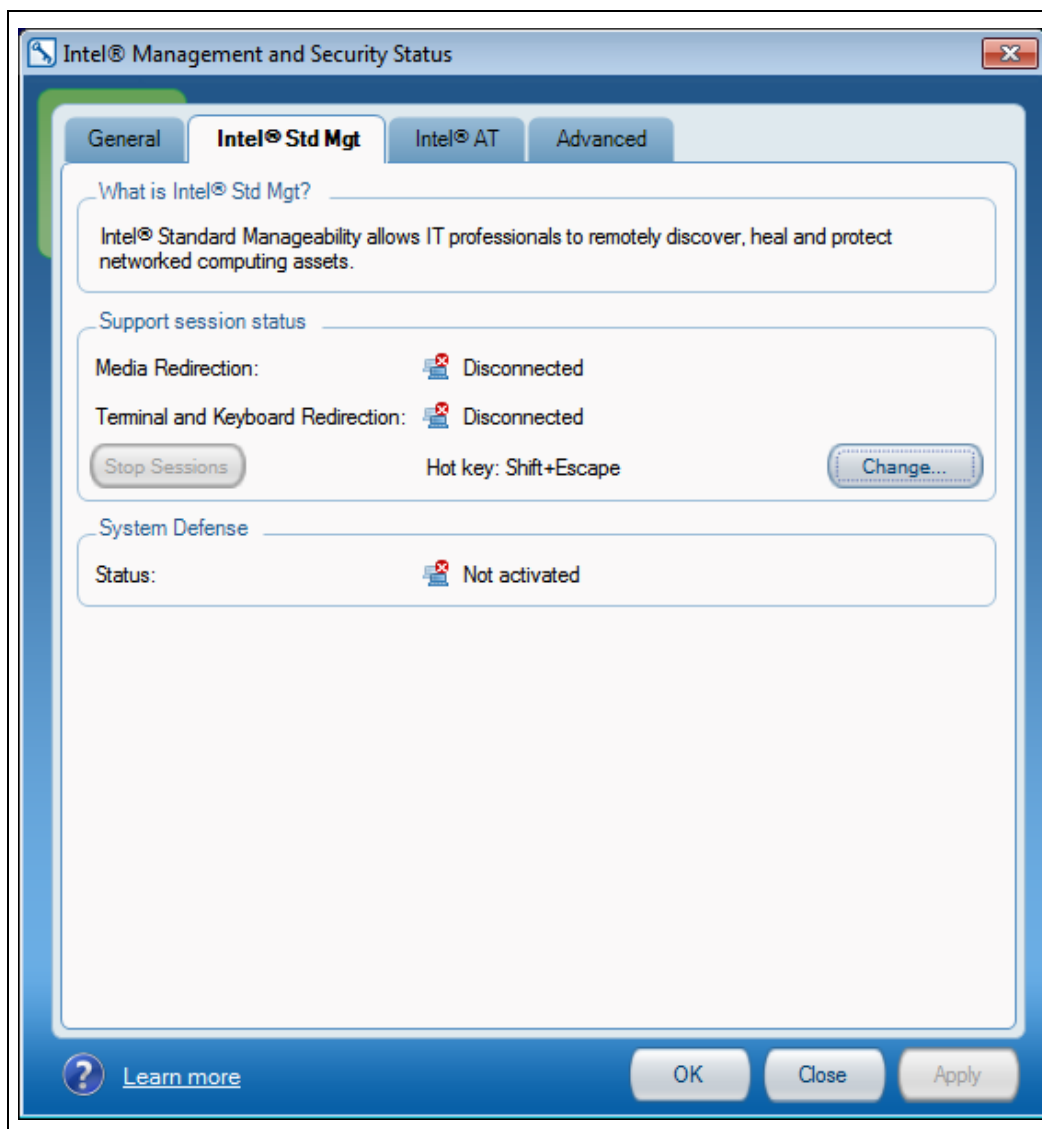 Intel® Management and Security Status
General
Intel® Std Mgt
Intel® AT
Advanced
What is Intel® Std Mgt?
Intel® Standard Manageability allows IT professionals to remotely discover, heal and protect
networked computing assets.
Support session status
Media Redirection:
Disconnected
Terminal and Keyboard Redirection:
Disconnected
Stop Sessions
Hot key: Shift+Escape
Change...
System Defense
Status:
Not activated
?
Learn more
OK
Close
Apply